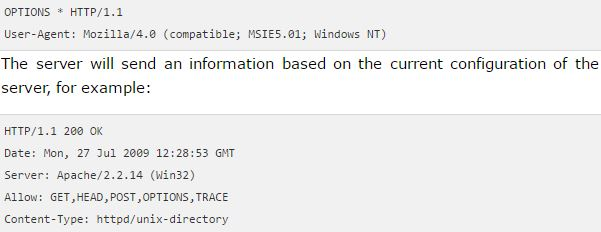 OPTIONS * HTTP/1.1
User-Agent: Mozilla/4.0 (compatible; MSIE5.01; Windows NT)
The server will send an information based on the current configuration of the
server, for example:
HTTP/1.1 200 OK
Date: Mon, 27 Jul 2009 12:28:53 GMT
Server: Apache/2.2.14 (Win32)
Allow: GET,HEAD,POST,OPTIONS,TRACE
Content-Type: httpd/unix-directory